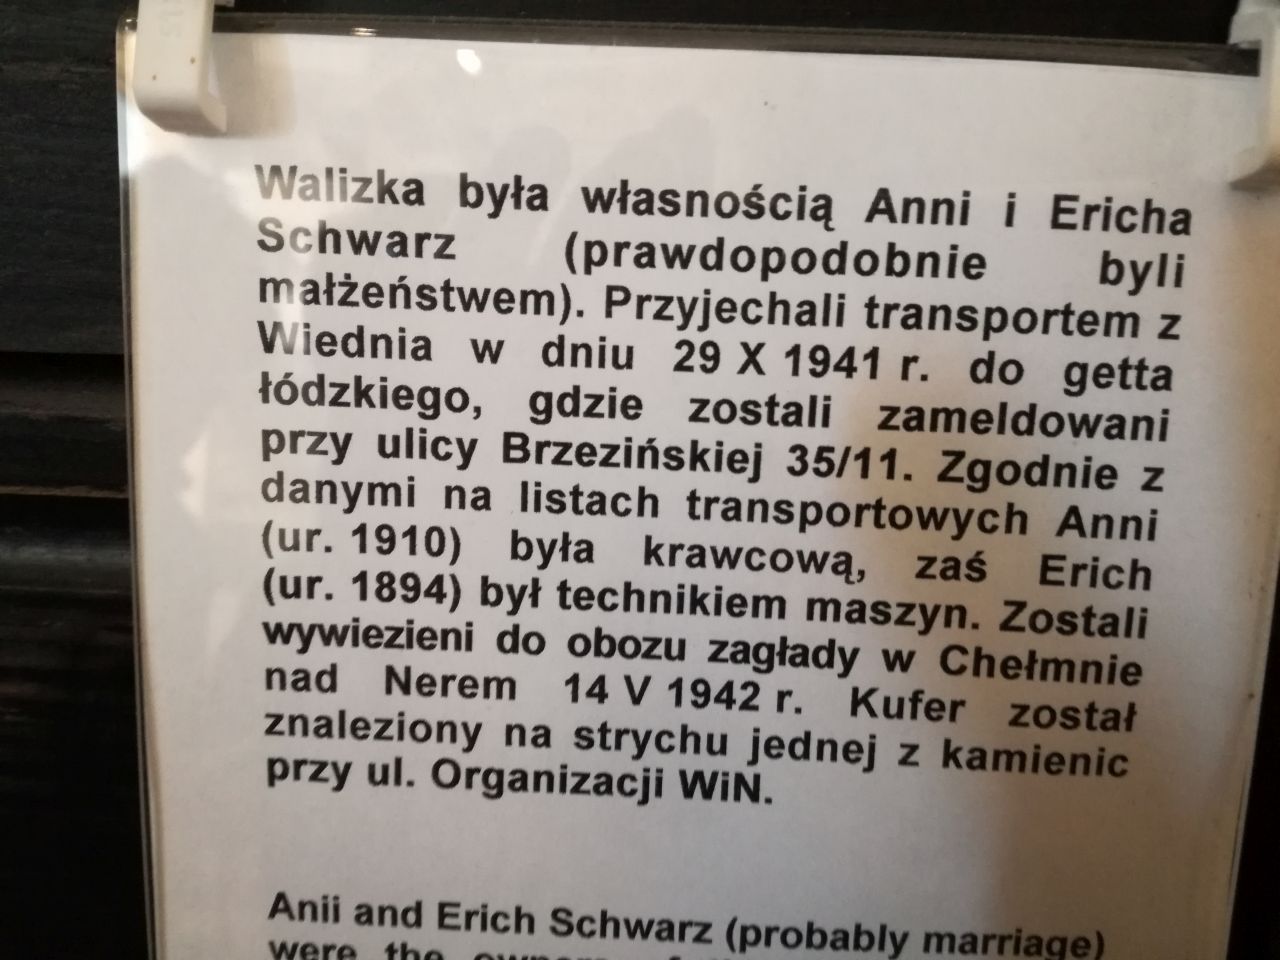 Walizka była własnością Anni i Ericha
Schwarz (prawdopodobnie byli
małżeństwem). Przyjechali transportem z
Wiednia w dniu 29 X 1941 r. do getta
łódzkiego, gdzie zostali zameldowani
przy ulicy Brzezińskiej 35/11. Zgodnie z
danymi na listach transportowych Anni
(ur. 1910) była krawcową, zaś Erich
(ur. 1894) był technikiem maszyn. Zostali
wywiezieni do obozu zagłady w Chełmnie
nad Nerem 14 V 1942 r. Kufer został
znaleziony na strychu jednej z kamienic
przy ul. Organizacji WiN.
Anii and Erich Schwarz (probably marriage)
were the